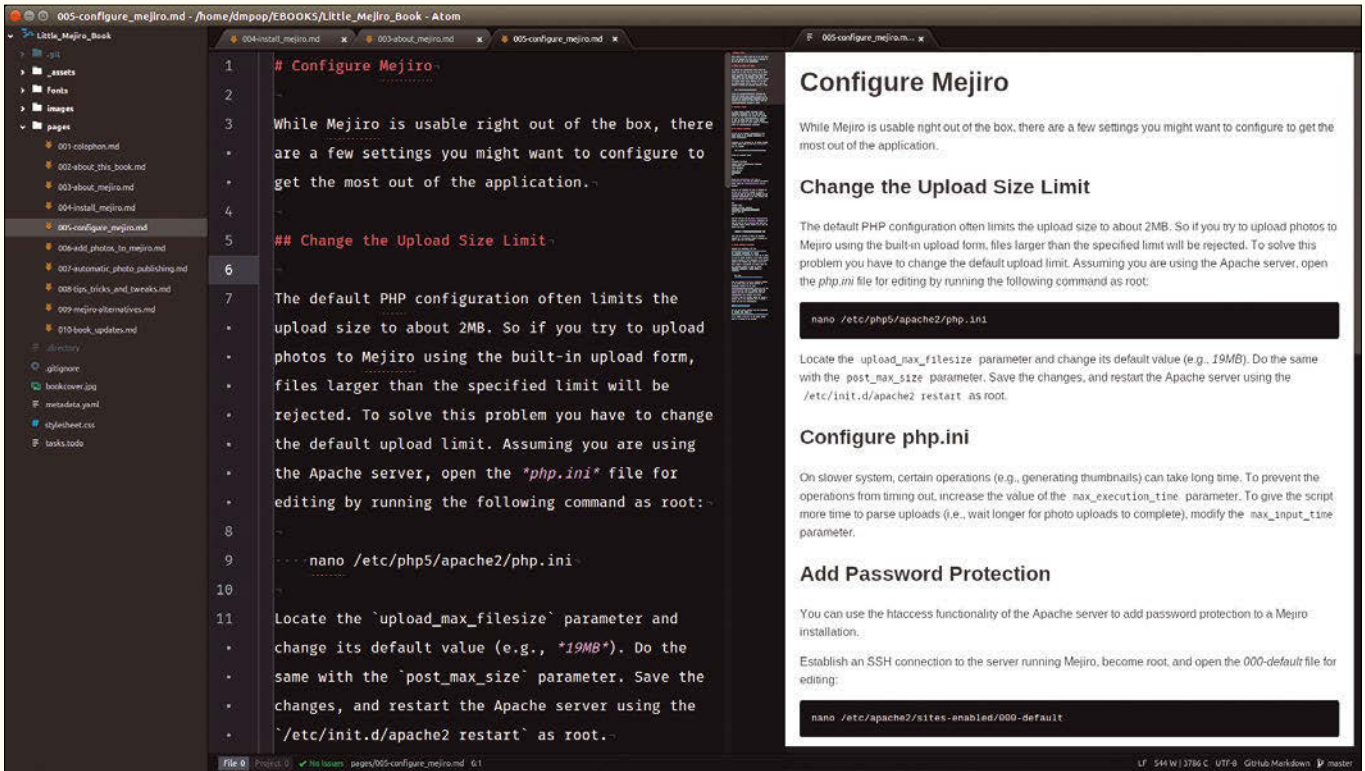 005-configure_mejiro.md - /home/dmpop/EBOOKS/Little_Mejiro_Book - Atom
Little_Mejiro_Book
.git
_assets
fonts
images
pages
001-colophon.md
002-about_this_book.md
003-about_mejiro.md
004-install_mejiro.md
005-configure_mejiro.md
006-add_photos_to_mejiro.md
007-automatic_photo_publishing.md
008-tips_tricks_and_tweaks.md
009-mejiro-alternatives.md
010-book_updates.md
.directory
.gitignore
bookcover.jpg
metadata.yaml
stylesheet.css
tasks.todo
004-install_mejiro.md
003-about_mejiro.md
005-configure_mejiro.md
1 # Configure Mejiro
2
3 While Mejiro is usable right out of the box, there
are a few settings you might want to configure to
get the most out of the application.
4
5 ## Change the Upload Size Limit
6
7 The default PHP configuration often limits the
upload size to about 2MB. So if you try to upload
photos to Mejiro using the built-in upload form,
files larger than the specified limit will be
rejected. To solve this problem you have to change
the default upload limit. Assuming you are using
the Apache server, open the *php.ini* file for
editing by running the following command as root:
8
9 ····nano /etc/php5/apache2/php.ini
10
11 Locate the `upload_max_filesize` parameter and
change its default value (e.g., *19MB*). Do the
same with the `post_max_size` parameter. Save the
changes, and restart the Apache server using the
`/etc/init.d/apache2 restart` as root.
005-configure_mejiro.m...
Configure Mejiro
While Mejiro is usable right out of the box, there are a few settings you might want to configure to get the
most out of the application.
Change the Upload Size Limit
The default PHP configuration often limits the upload size to about 2MB. So if you try to upload photos to
Mejiro using the built-in upload form, files larger than the specified limit will be rejected. To solve this
problem you have to change the default upload limit. Assuming you are using the Apache server, open
the php.ini file for editing by running the following command as root:
nano /etc/php5/apache2/php.ini
Locate the upload_max_filesize parameter and change its default value (e.g., 19MB). Do the same
with the post_max_size parameter. Save the changes, and restart the Apache server using the
/etc/init.d/apache2 restart as root.
Configure php.ini
On slower system, certain operations (e.g., generating thumbnails) can take long time. To prevent the
operations from timing out, increase the value of the max_execution_time parameter. To give the script
more time to parse uploads (i.e., wait longer for photo uploads to complete), modify the max_input_time
parameter.
Add Password Protection
You can use the htaccess functionality of the Apache server to add password protection to a Mejiro
installation.
Establish an SSH connection to the server running Mejiro, become root, and open the 000-default file for
editing:
nano /etc/apache2/sites-enabled/000-default
File 0 Project 0 No Issues pages/005-configure_mejiro.md 6:1
LF 544 W | 3786 C UTF-8 GitHub Markdown master